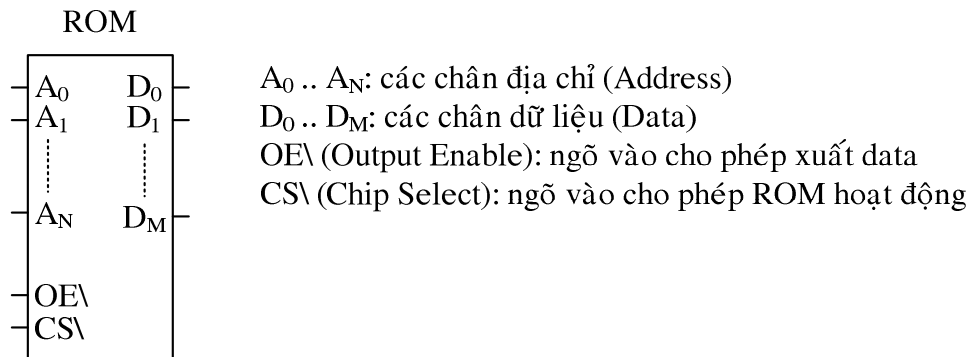 ROM
A0 D0
A1 D1
AN DM
OE\
CS\
A0 .. AN: các chân địa chỉ (Address)
D0 .. DM: các chân dữ liệu (Data)
OE\ (Output Enable): ngõ vào cho phép xuất data
CS\ (Chip Select): ngõ vào cho phép ROM hoạt động